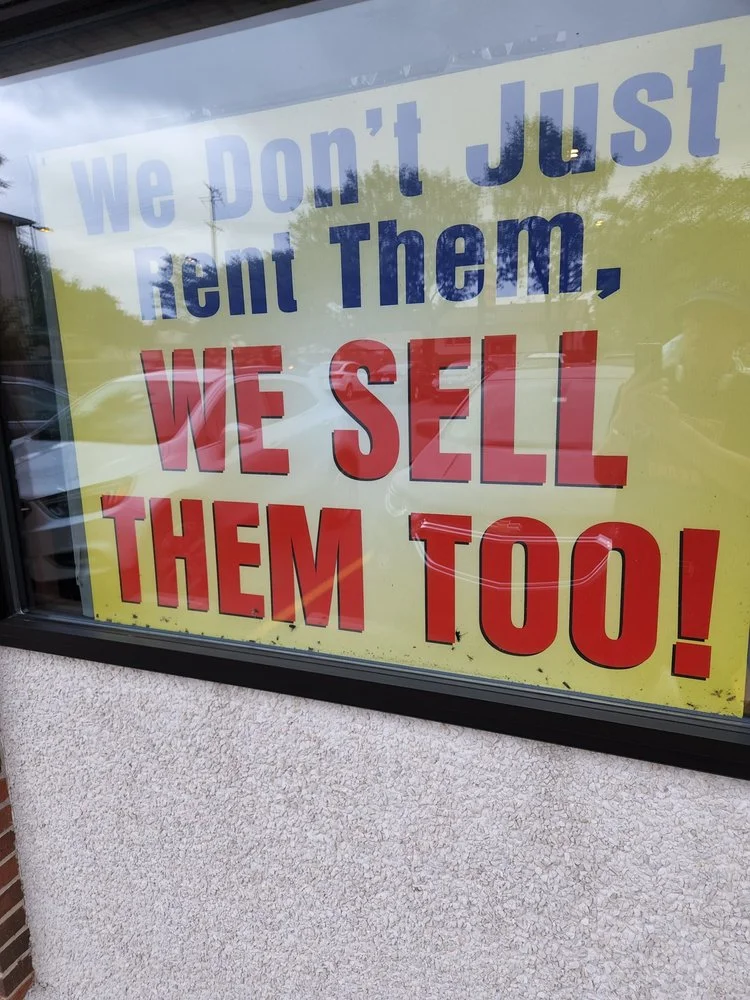 We Don't Just
Rent Them,
WE SELL
THEM TOO!